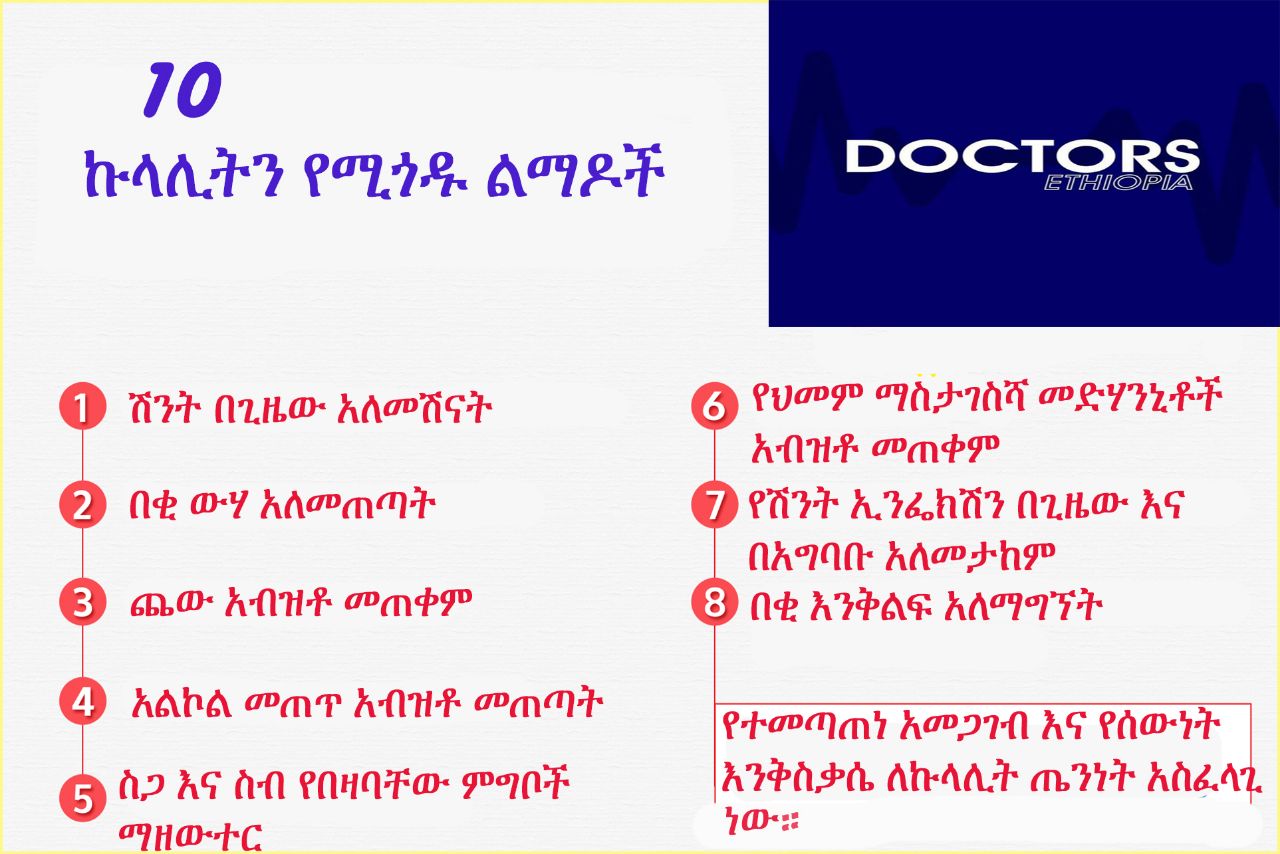 10
ኩላሊትን የሚጎዱ ልማዶች
DOCTORS
ETHIOPIA
1 ሽንት በጊዜው አለመሽናት
2 በቂ ውሃ አለመጠጣት
3 ጨው አብዝቶ መጠቀም
4 አልኮል መጠጥ አብዝቶ መጠጣት
5 ስጋ እና ስብ የበዛባቸው ምግቦች
ማዘውተር
6 የህመም ማስታገስሻ መድሃንኒቶች
አብዝቶ መጠቀም
7 የሽንት ኢንፌክሽን በጊዜው እና
በአግባቡ አለመታከም
8 በቂ እንቅልፍ አለማግኘት
የተመጣጠነ አመጋገብ እና የሰውነት
እንቅስቃሴ ለኩላሊት ጤንነት አስፈላጊ
ነው።